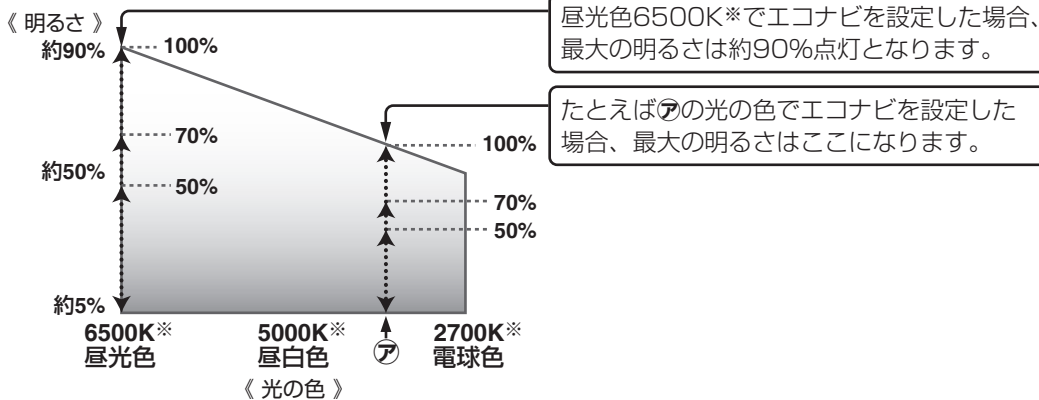 《 明るさ 》
約90%
100%
70%
約50%
50%
約5%
100%
70%
50%
6500K※
昼光色
5000K※
昼白色
㋐
2700K※
電球色
《 光の色 》
昼光色6500K※でエコナビを設定した場合、
最大の明るさは約90%点灯となります。
たとえば㋐の光の色でエコナビを設定した
場合、最大の明るさはここになります。